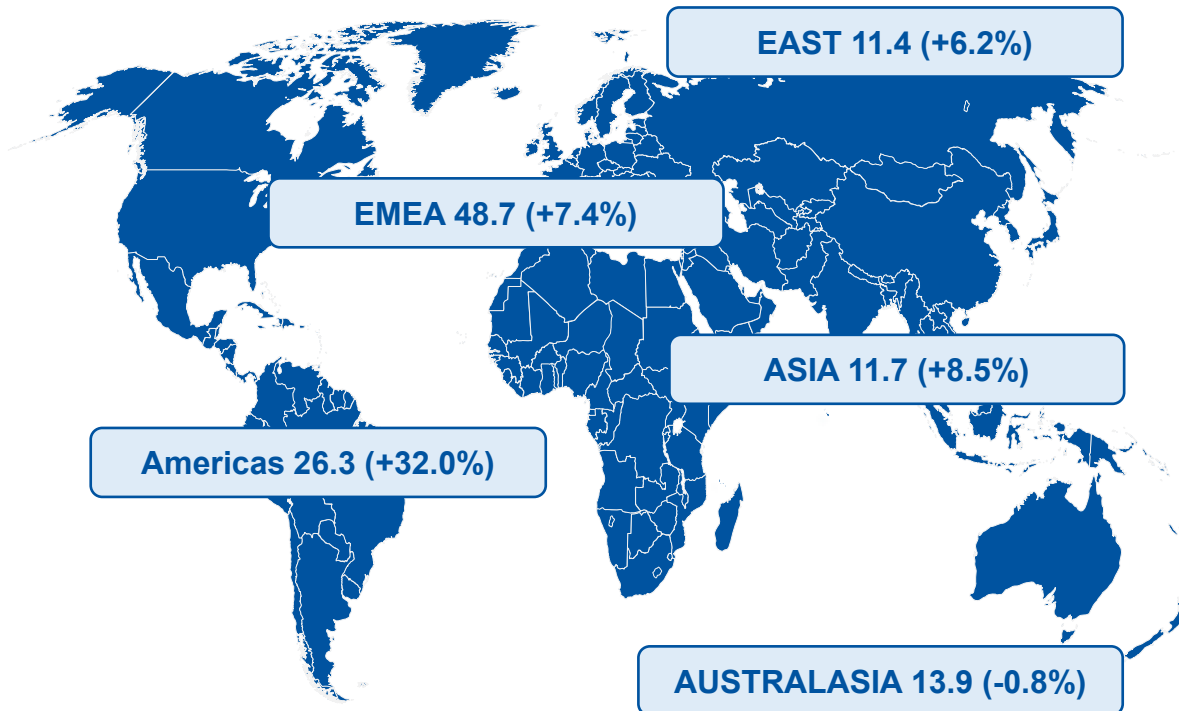 EAST 11.4 (+6.2%)
EMEA 48.7 (+7.4%)
ASIA 11.7 (+8.5%)
Americas 26.3 (+32.0%)
AUSTRALASIA 13.9 (-0.8%)